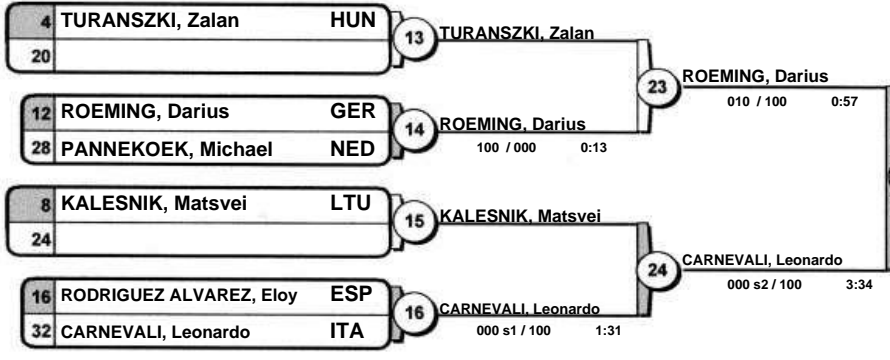 4 TURANSZKI, Zalan HUN
20
13
TURANSZKI, Zalan
12 ROEMING, Darius GER
28 PANNEKOEK, Michael NED
14
ROEMING, Darius
100 / 000 0:13
23
ROEMING, Darius
010 / 100 0:57
8 KALESNIK, Matsvei LTU
24
15
KALESNIK, Matsvei
16 RODRIGUEZ ALVAREZ, Eloy ESP
32 CARNEVALI, Leonardo ITA
16
CARNEVALI, Leonardo
000 s1 / 100 1:31
24
CARNEVALI, Leonardo
000 s2 / 100 3:34